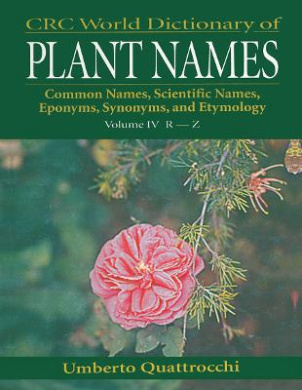 CRC World Dictionary of
PLANT NAMES
Common Names, Scientific Names,
Eponyms, Synonyms, and Etymology
Volume IV R — Z
Umberto Quattrocchi